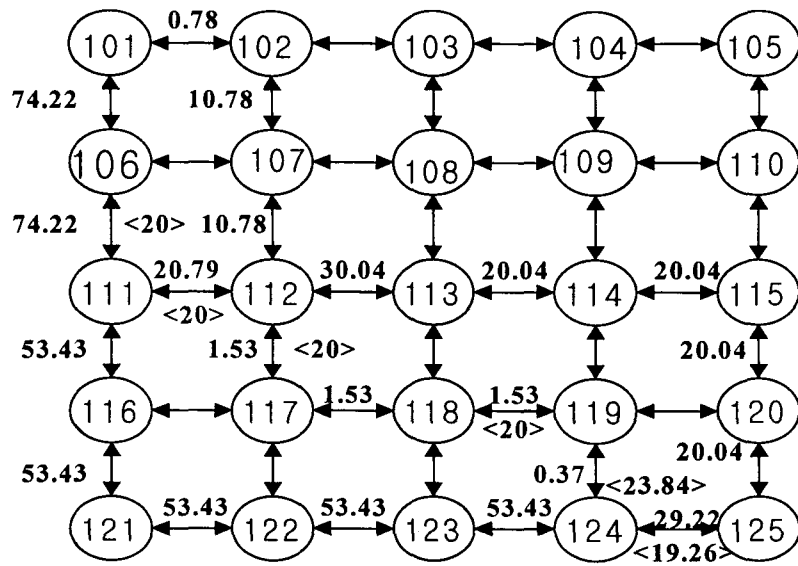 0.78
101 102 103 104 105
74.22 10.78
106 107 108 109 110
74.22 <20> 10.78
20.79 30.04 20.04 20.04
111 112 113 114 115
<20>
53.43 1.53 <20> 20.04
1.53 1.53
116 117 118 119 120
<20>
53.43 0.37 <23.84> 20.04
53.43 53.43 53.43 29.22
121 122 123 124 125
<19.26>